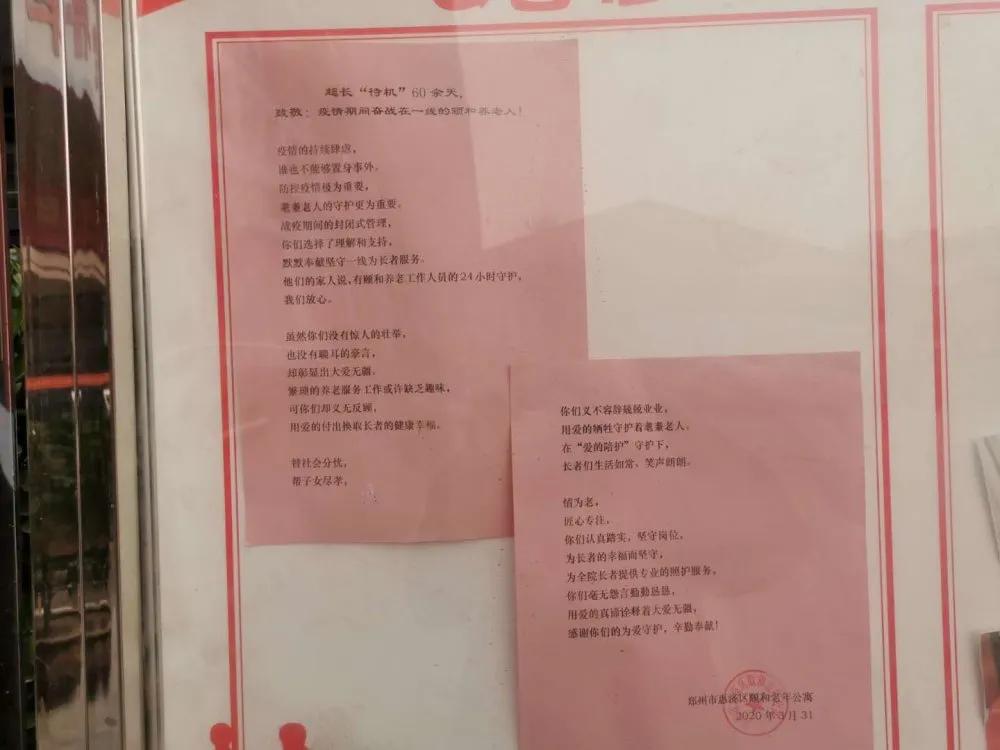 超长“待机”60余天，
致敬：疫情期间奋战在一线的颐和养老人！
疫情的持续肆虐，
谁也不能够置身事外。
防控疫情极为重要，
耄耋老人的守护更为重要。
战疫期间的封闭式管理，
你们选择了理解和支持，
默默奉献坚守一线为长者服务。
他们的家人说，有颐和养老工作人员的24小时守护，
我们放心。
虽然你们没有惊人的壮举，
也没有聒耳的豪言，
却彰显出大爱无疆。
繁琐的养老服务工作或许缺乏趣味，
可你们却义无反顾，
用爱的付出换取长者的健康幸福。
替社会分忧，
帮子女尽孝，
你们义不容辞兢兢业业，
用爱的牺牲守护着耄耋老人。
在“爱的陪护”守护下，
长者们生活如常、笑声朗朗。
情为老，
匠心专注，
你们认真踏实，坚守岗位，
为长者的幸福而坚守，
为全院长者提供专业的照护服务。
你们毫无怨言勤勤恳恳，
用爱的真谛诠释着大爱无疆，
感谢你们的为爱守护，辛勤奉献！
郑州市惠济区颐和老年公寓
2020年3月31